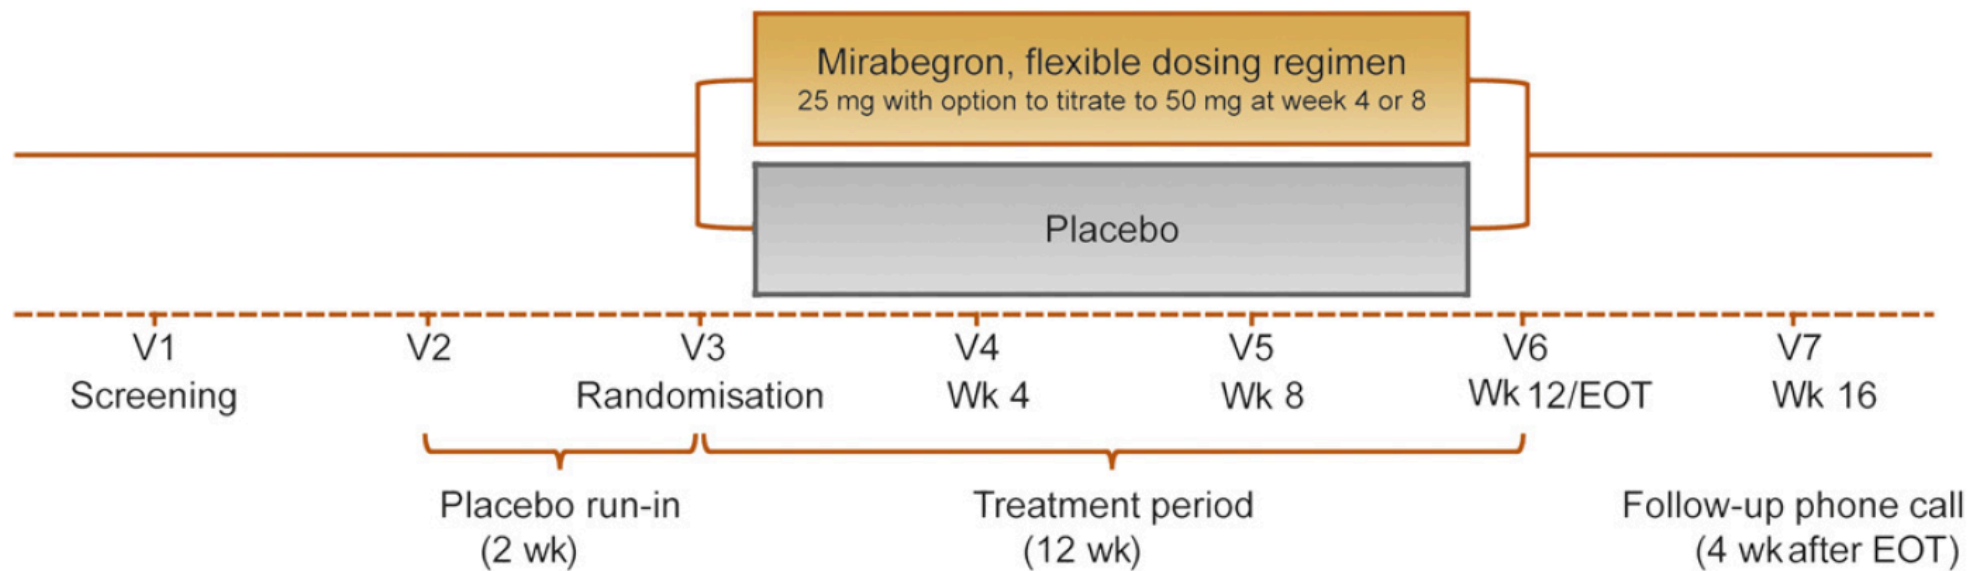 Mirabegron, flexible dosing regimen
25 mg with option to titrate to 50 mg at week 4 or 8
Placebo
V1 V2 V3 V4 V5 V6 V7
Screening Randomisation Wk 4 Wk 8 Wk 12/EOT Wk 16
Placebo run-in Treatment period Follow-up phone call
(2 wk) (12 wk) (4 wk after EOT)